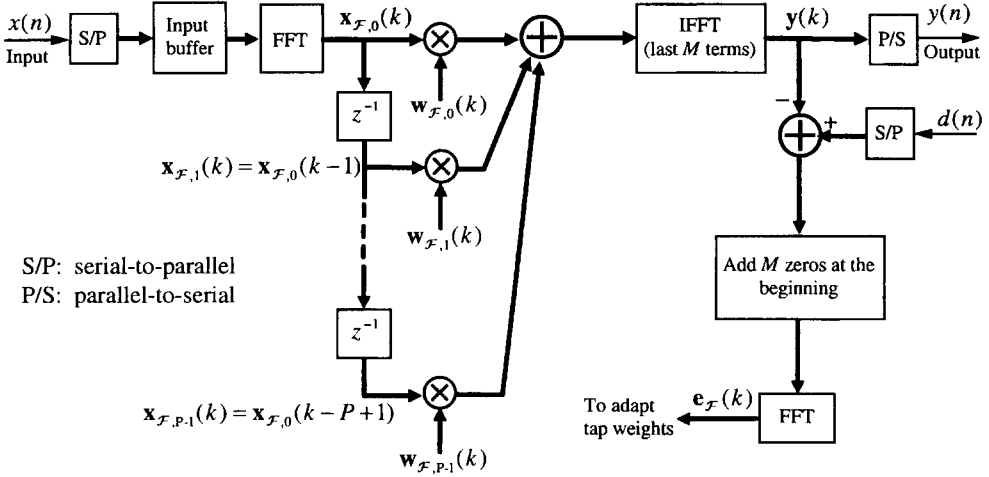 x(n)
Input
S/P
Input
buffer
FFT
𝐱_{ℱ,0}(k)
𝐰_{ℱ,0}(k)
IFFT
(last M terms)
𝐲(k)
P/S
y(n)
Output
z⁻¹
−
+
S/P
d(n)
𝐱_{ℱ,1}(k) = 𝐱_{ℱ,0}(k−1)
𝐰_{ℱ,1}(k)
S/P: serial-to-parallel
P/S: parallel-to-serial
Add M zeros at the
beginning
z⁻¹
𝐱_{ℱ,P-1}(k) = 𝐱_{ℱ,0}(k−P+1)
𝐰_{ℱ,P-1}(k)
To adapt
tap weights
𝐞_ℱ(k)
FFT